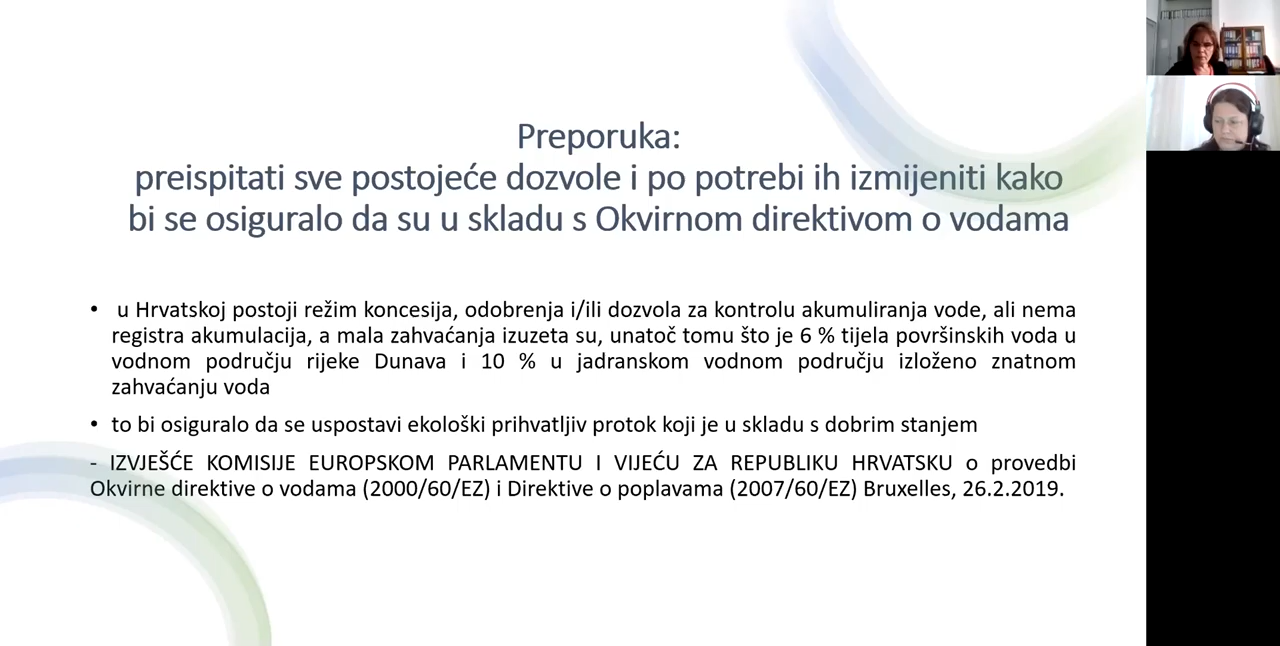 Preporuka:
preispitati sve postojeće dozvole i po potrebi ih izmijeniti kako
bi se osiguralo da su u skladu s Okvirnom direktivom o vodama
• u Hrvatskoj postoji režim koncesija, odobrenja i/ili dozvola za kontrolu akumuliranja vode, ali nema
registra akumulacija, a mala zahvaćanja izuzeta su, unatoč tomu što je 6 % tijela površinskih voda u
vodnom području rijeke Dunava i 10 % u jadranskom vodnom području izloženo znatnom
zahvaćanju voda
• to bi osiguralo da se uspostavi ekološki prihvatljiv protok koji je u skladu s dobrim stanjem
- IZVJEŠĆE KOMISIJE EUROPSKOM PARLAMENTU I VIJEĆU ZA REPUBLIKU HRVATSKU o provedbi
Okvirne direktive o vodama (2000/60/EZ) i Direktive o poplavama (2007/60/EZ) Bruxelles, 26.2.2019.